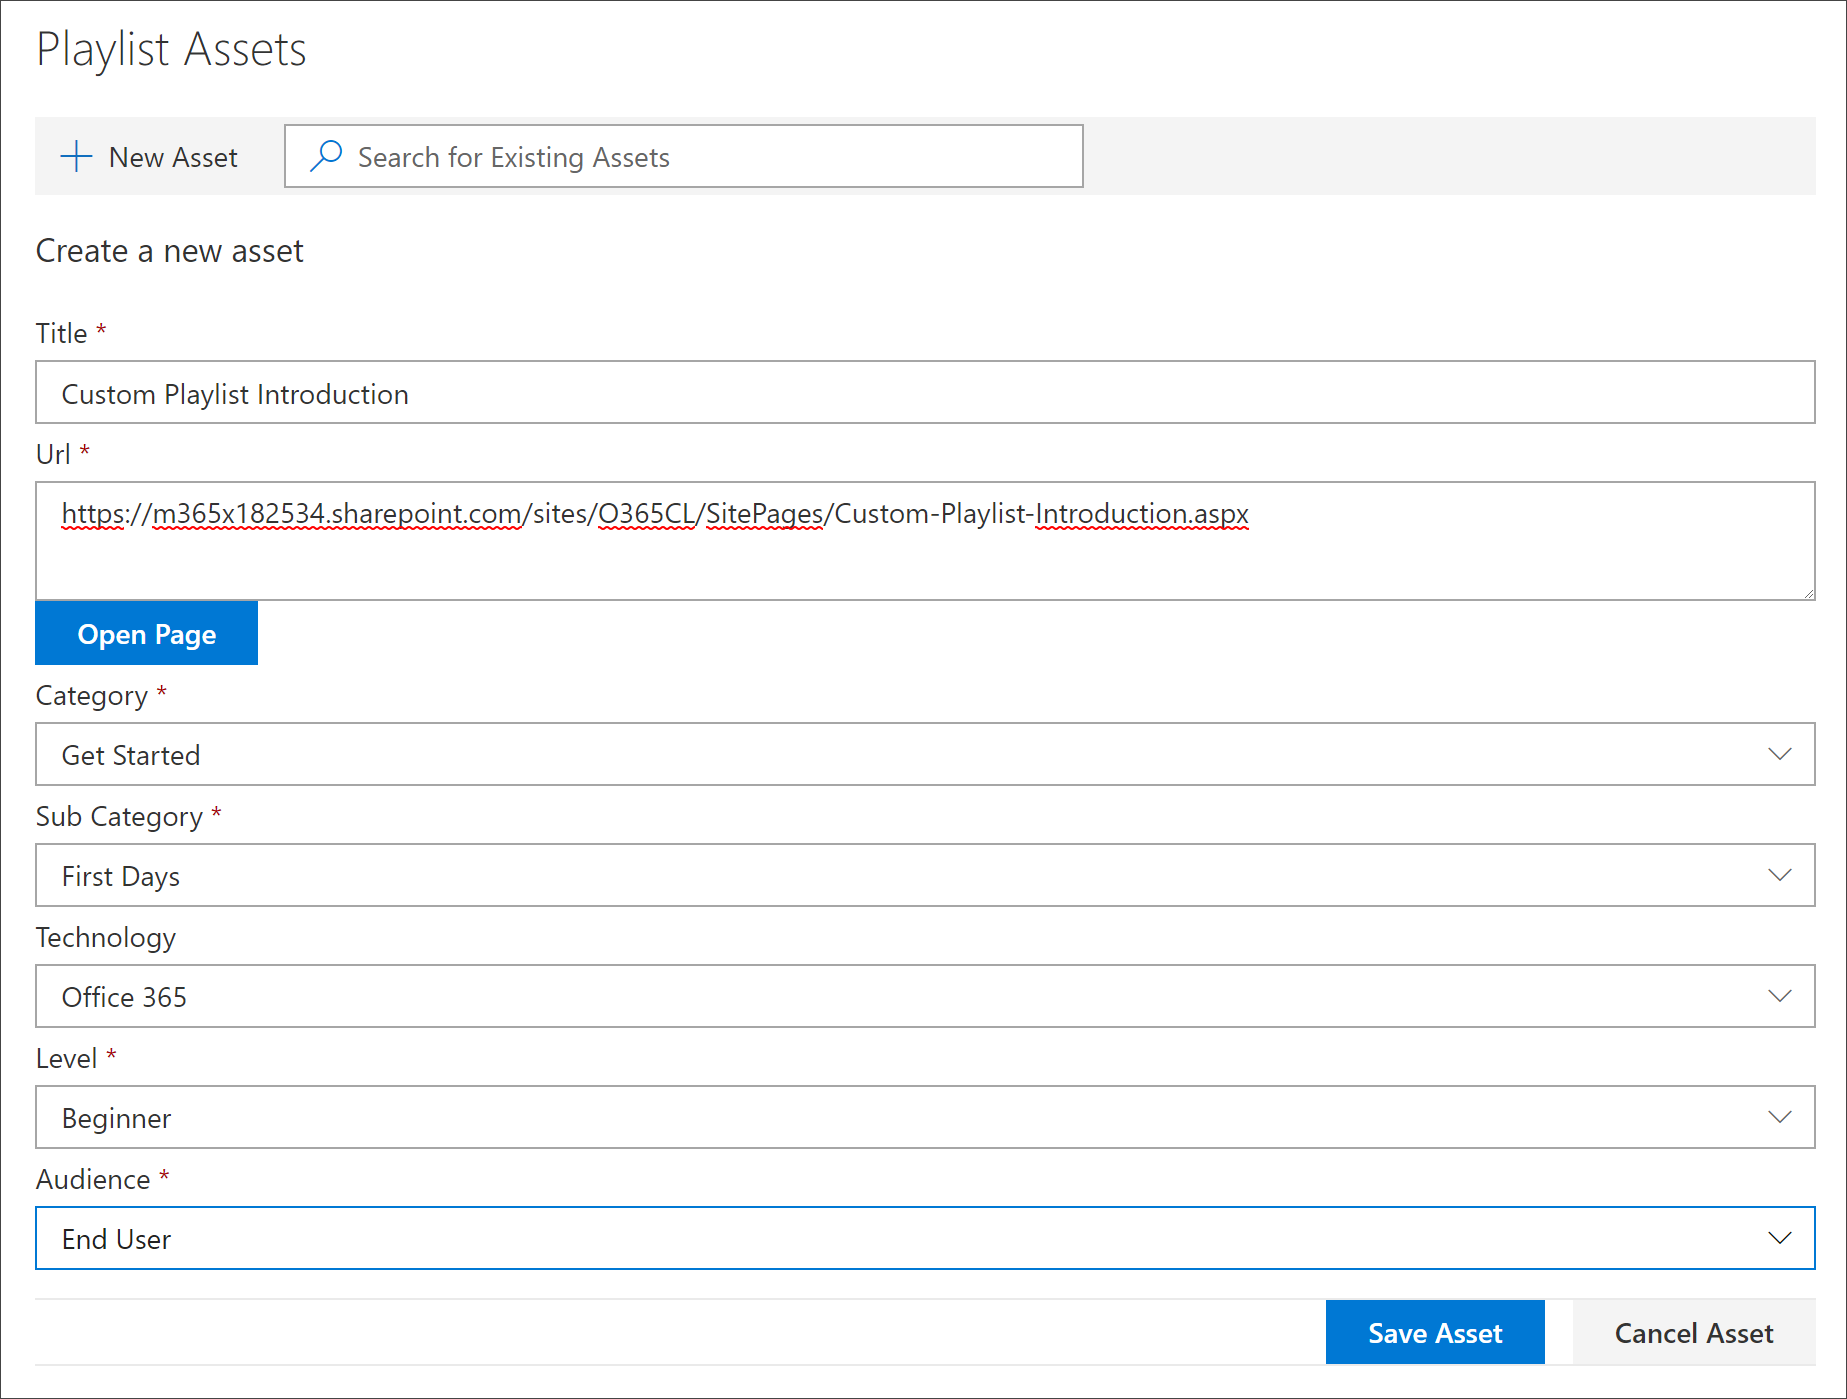 Playlist Assets
New Asset
Search for Existing Assets
Create a new asset
Title *
Custom Playlist Introduction
Url *
https://m365x182534.sharepoint.com/sites/O365CL/SitePages/Custom-Playlist-Introduction.aspx
Open Page
Category *
Get Started
Sub Category *
First Days
Technology
Office 365
Level *
Beginner
Audience *
End User
Save Asset
Cancel Asset